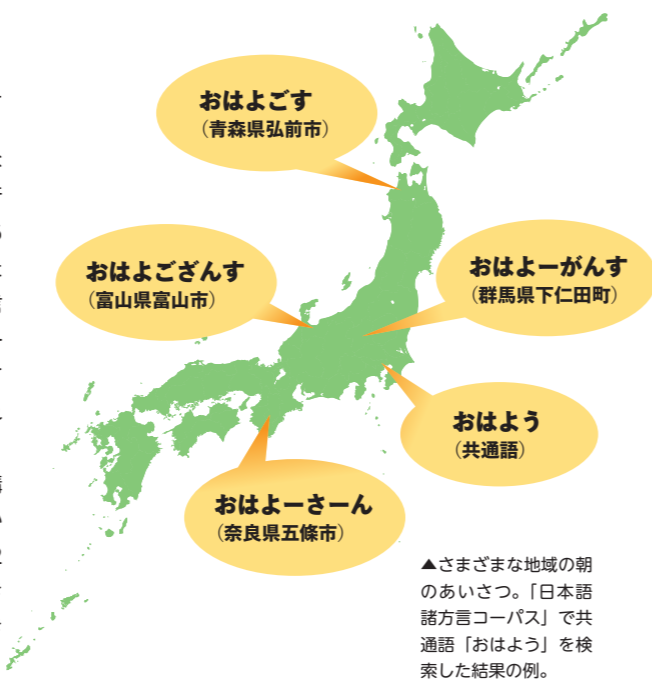 おはよごす
（青森県弘前市）
おはよござんす
（富山県富山市）
おはよーがんす
（群馬県下仁田町）
おはよう
（共通語）
おはよーさーん
（奈良県五條市）
▲さまざまな地域の朝
のあいさつ。「日本語
諸方言コーパス」で共
通語「おはよう」を検
索した結果の例。